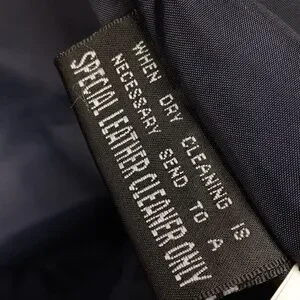 WHEN DRY CLEANING IS
NECESSARY SEND TO A
SPECIAL LEATHER CLEANER ONLY